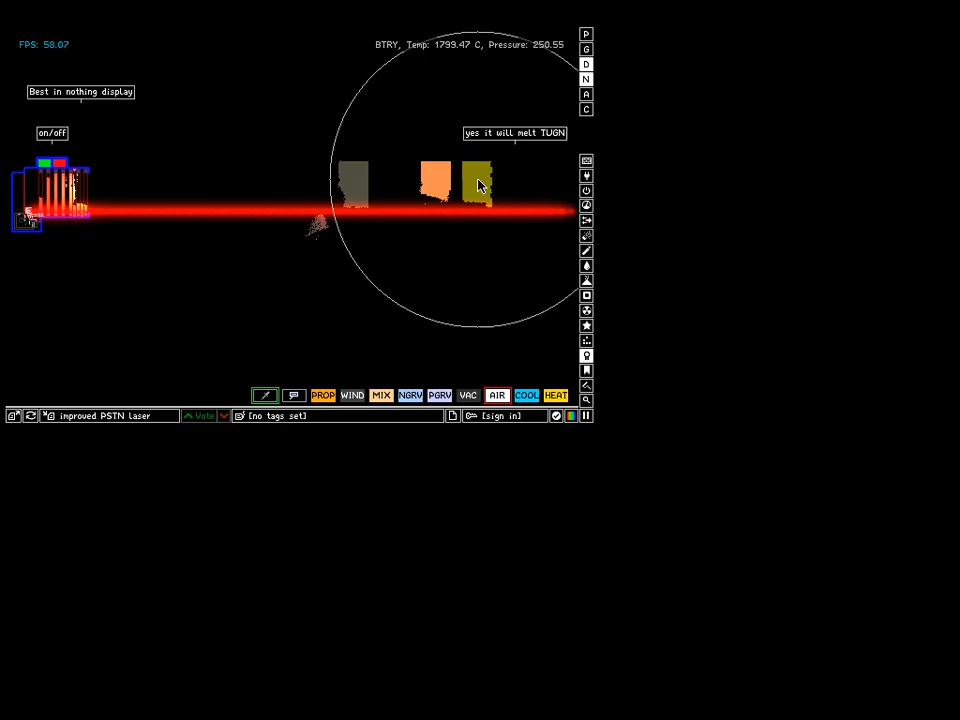 FPS: 58.07
BTRY, Temp: 1799.47 C, Pressure: 250.55
P
G
D
N
A
C
Best in nothing display
on/off
yes it will melt TUGN
PROP WIND MIX NGRV PGRV VAC AIR COOL HEAT
improved PSTN laser Vote [no tags set] [sign in]